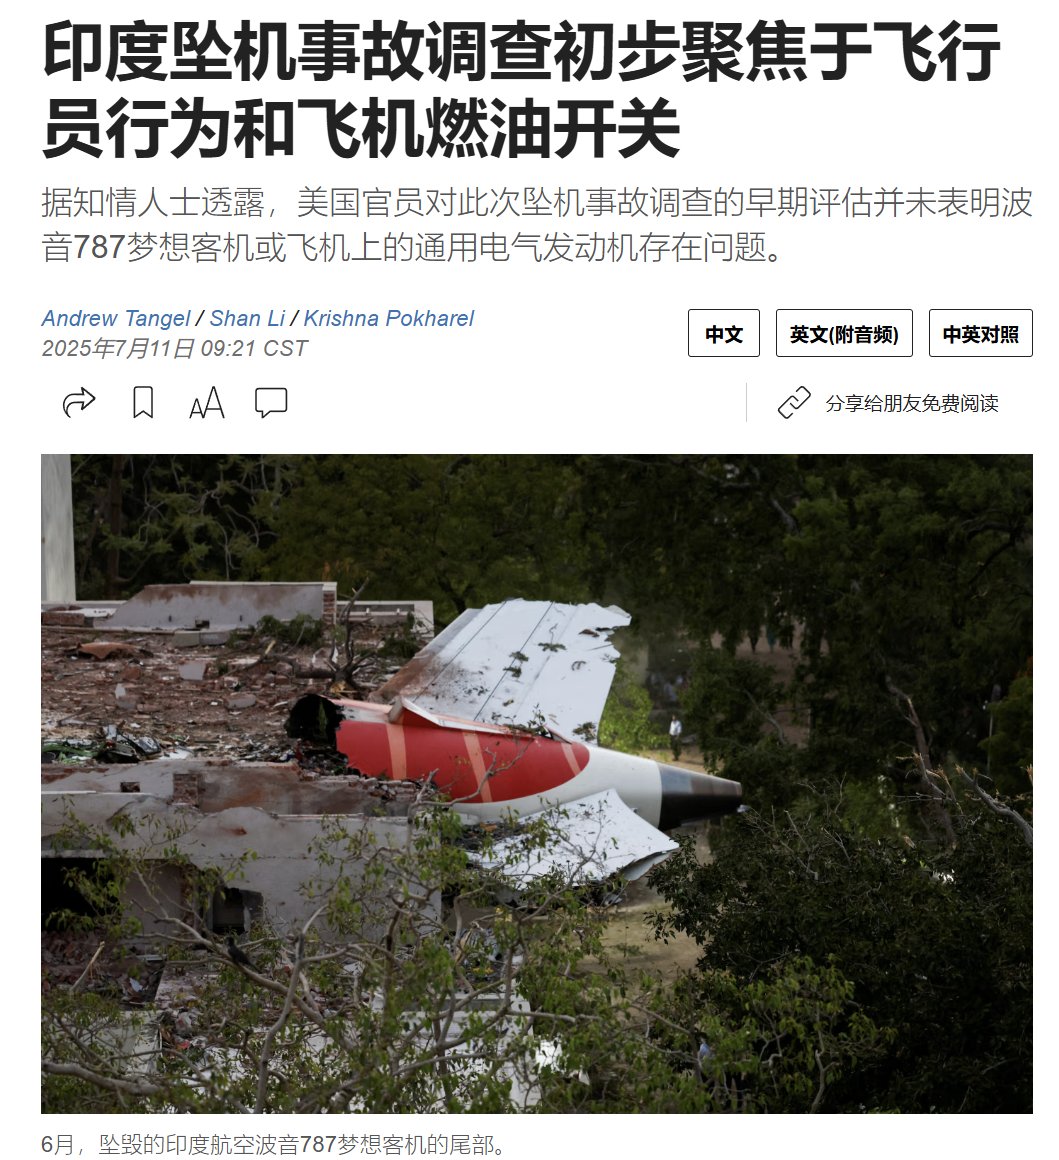 印度坠机事故调查初步聚焦于飞行
员行为和飞机燃油开关
据知情人士透露，美国官员对此次坠机事故调查的早期评估并未表明波
音787梦想客机或飞机上的通用电气发动机存在问题。
Andrew Tangel / Shan Li / Krishna Pokharel
2025年7月11日 09:21 CST
中文
英文(附音频)
中英对照
AA
分享给朋友免费阅读
6月，坠毁的印度航空波音787梦想客机的尾部。